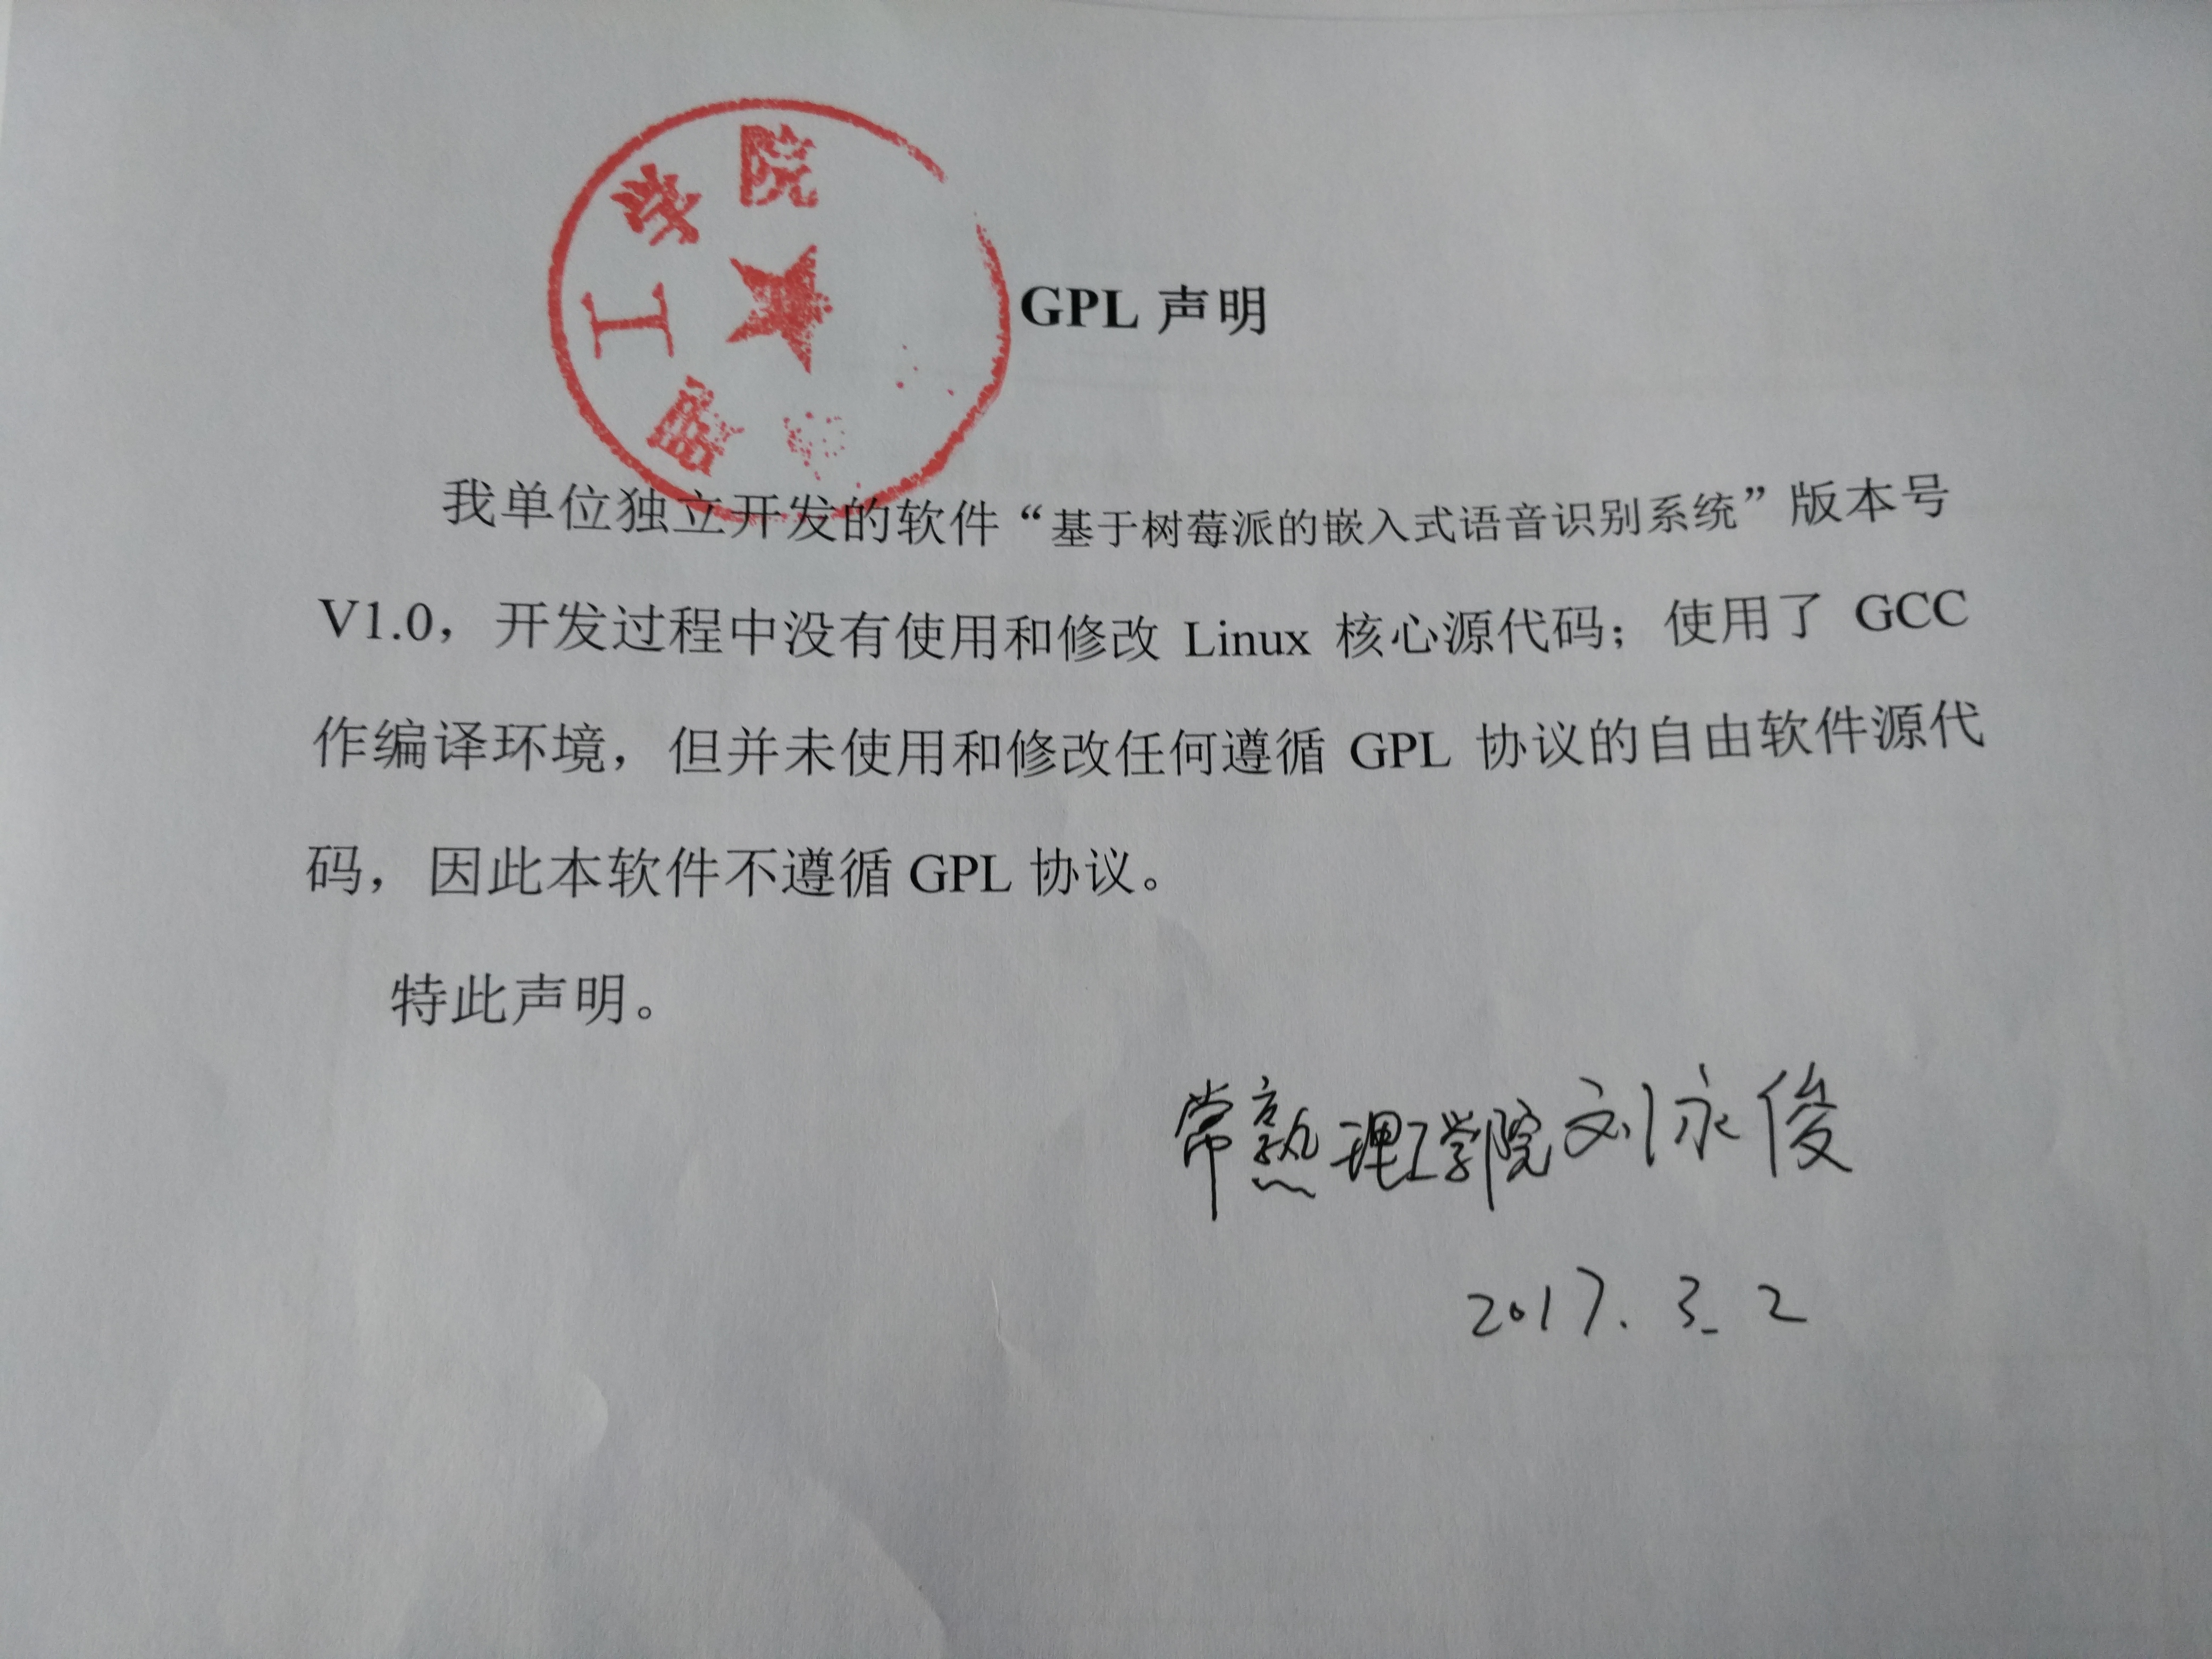 理工学院
GPL 声明
我单位独立开发的软件“基于树莓派的嵌入式语音识别系统”版本号
V1.0，开发过程中没有使用和修改 Linux 核心源代码；使用了 GCC
作编译环境，但并未使用和修改任何遵循 GPL 协议的自由软件源代
码，因此本软件不遵循 GPL 协议。
特此声明。
常熟理工学院刘永俊
2017.3.2